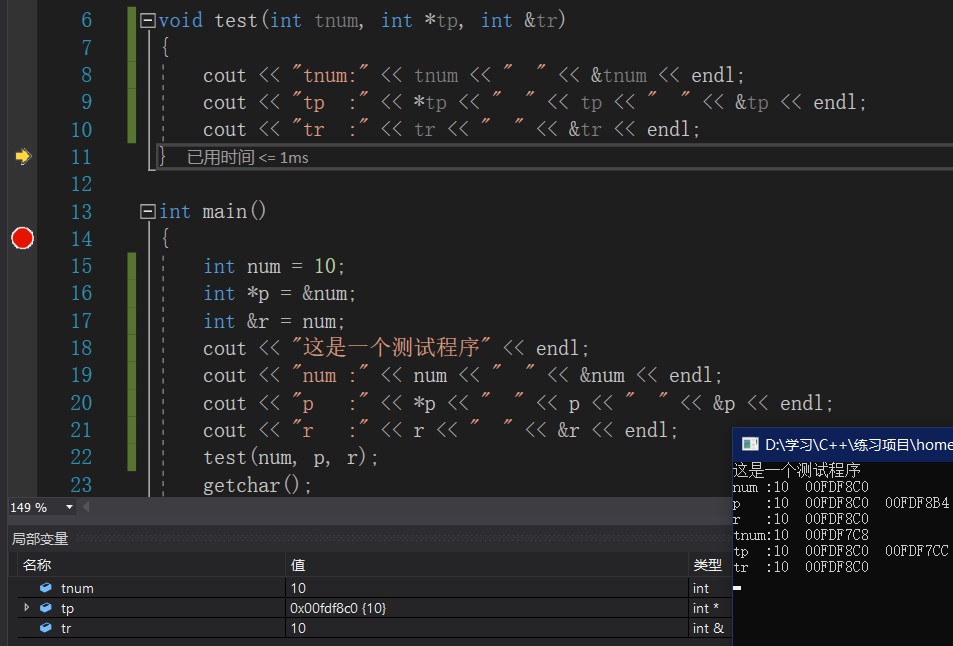 6 void test(int tnum, int *tp, int &tr)
7 {
8 cout << "tnum:" << tnum << "  " << &tnum << endl;
9 cout << "tp  :" << *tp << "  " << tp << "  " << &tp << endl;
10 cout << "tr  :" << tr << "  " << &tr << endl;
11 } 已用时间 <= 1ms
12
13 int main()
14 {
15 int num = 10;
16 int *p = &num;
17 int &r = num;
18 cout << "这是一个测试程序" << endl;
19 cout << "num :" << num << "  " << &num << endl;
20 cout << "p   :" << *p << "  " << p << "  " << &p << endl;
21 cout << "r   :" << r << "  " << &r << endl;
22 test(num, p, r);
23 getchar();
149 %
局部变量
名称 值 类型
tnum 10 int
tp 0x00fdf8c0 {10} int *
tr 10 int &
D:\学习\C++\练习项目\home
这是一个测试程序
num :10  00FDF8C0
p   :10  00FDF8C0  00FDF8B4
r   :10  00FDF8C0
tnum:10  00FDF7C8
tp  :10  00FDF8C0  00FDF7CC
tr  :10  00FDF8C0